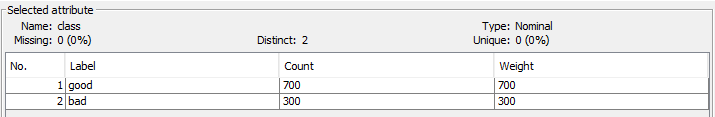 Selected attribute
Name: class Type: Nominal
Missing: 0 (0%) Distinct: 2 Unique: 0 (0%)
No. Label Count Weight
1 good 700 700
2 bad 300 300